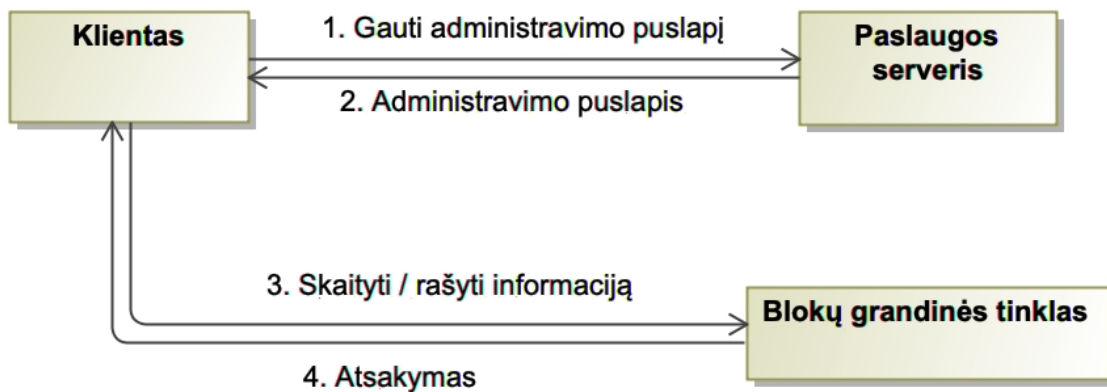 Klientas
1. Gauti administravimo puslapį
Paslaugos
serveris
2. Administravimo puslapis
3. Skaityti / rašyti informaciją
Blokų grandinės tinklas
4. Atsakymas